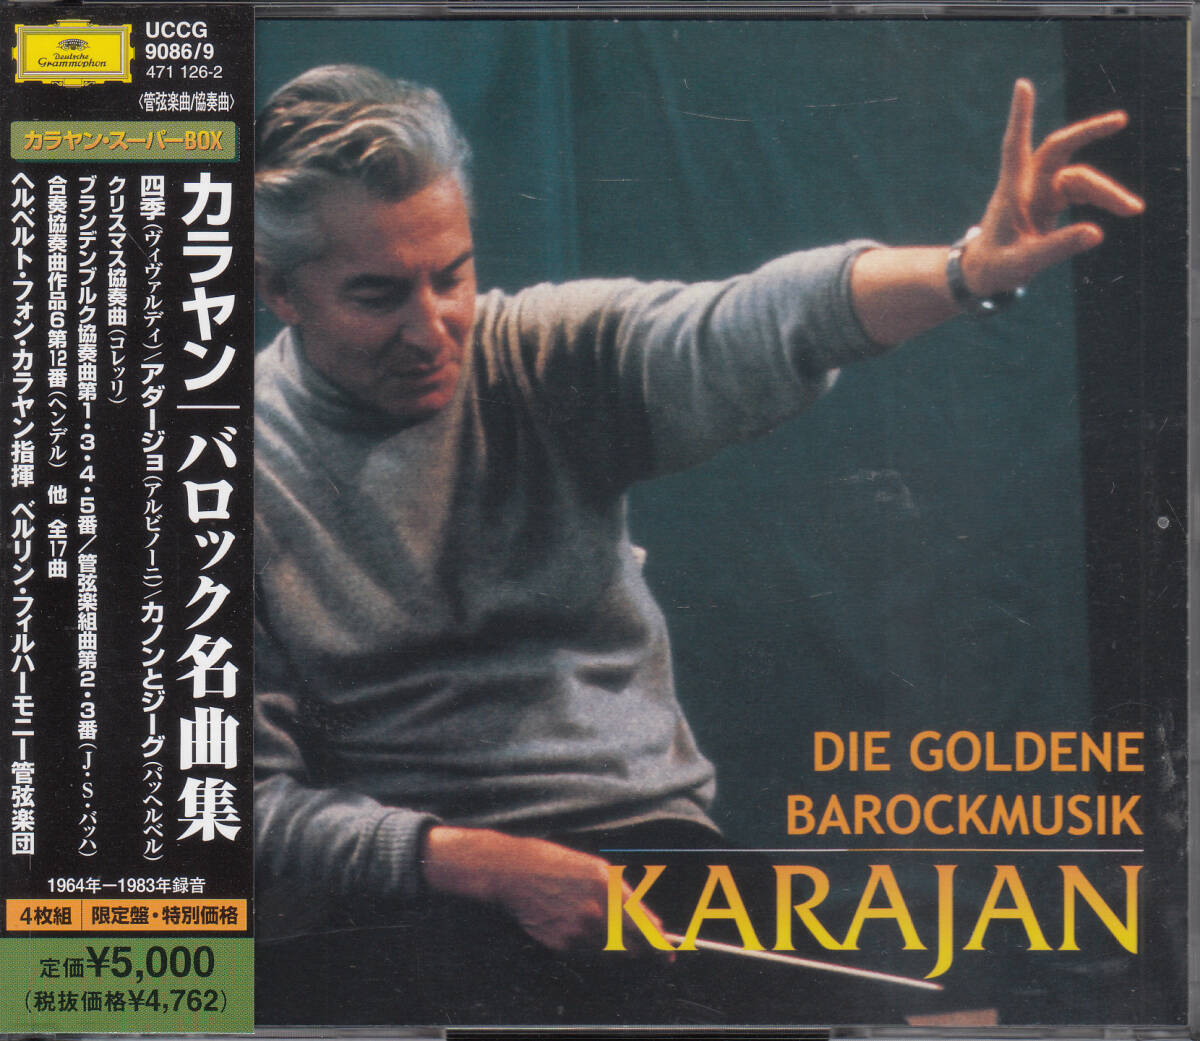 Deutsche
Grammophon
UCCG
9086/9
471 126-2
〈管弦楽曲/協奏曲〉
カラヤン・スーパーBOX
カラヤン|バロック名曲集
四季(ヴィヴァルディ)/アダージョ(アルビノーニ)/カノンとジーグ(パッヘルベル)
クリスマス協奏曲(コレッリ)
ブランデンブルク協奏曲第1・3・4・5番/管弦楽組曲第2・3番(J・S・バッハ)
合奏協奏曲作品6第12番(ヘンデル) 他 全17曲
ヘルベルト・フォン・カラヤン指揮 ベルリン・フィルハーモニー管弦楽団
1964年ー1983年録音
4枚組 限定盤・特別価格
定価¥5,000
(税抜価格¥4,762)
DIE GOLDENE
BAROCKMUSIK
KARAJAN